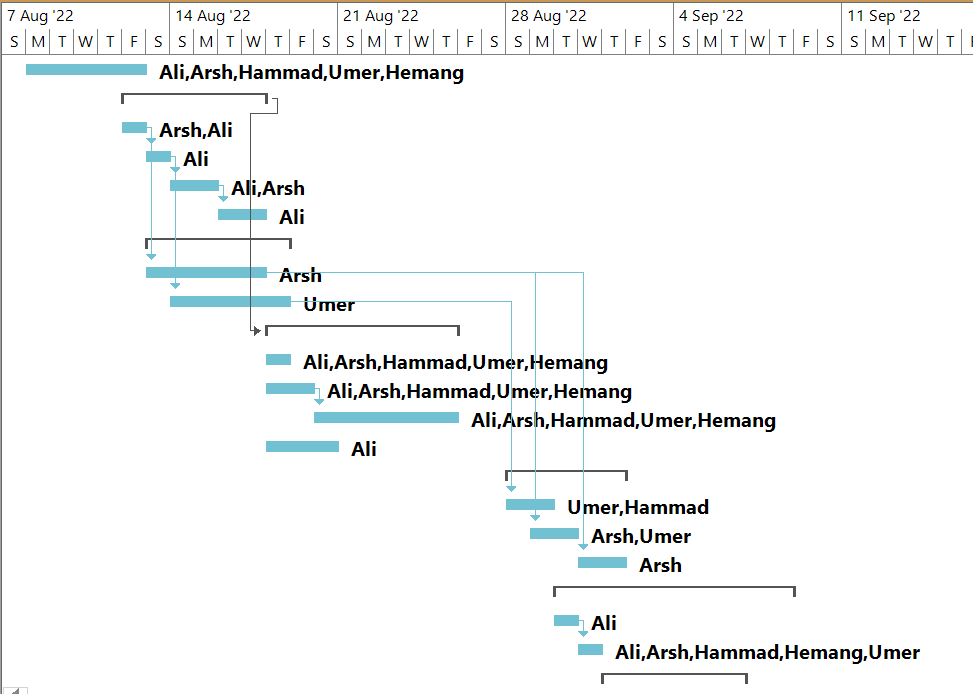 7 Aug '22 14 Aug '22 21 Aug '22 28 Aug '22 4 Sep '22 11 Sep '22
S M T W T F S S M T W T F S S M T W T F S S M T W T F S S M T W T F S S M T W T F
Ali,Arsh,Hammad,Umer,Hemang
Arsh,Ali
Ali
Ali,Arsh
Ali
Arsh
Umer
Ali,Arsh,Hammad,Umer,Hemang
Ali,Arsh,Hammad,Umer,Hemang
Ali,Arsh,Hammad,Umer,Hemang
Ali
Umer,Hammad
Arsh,Umer
Arsh
Ali
Ali,Arsh,Hammad,Hemang,Umer